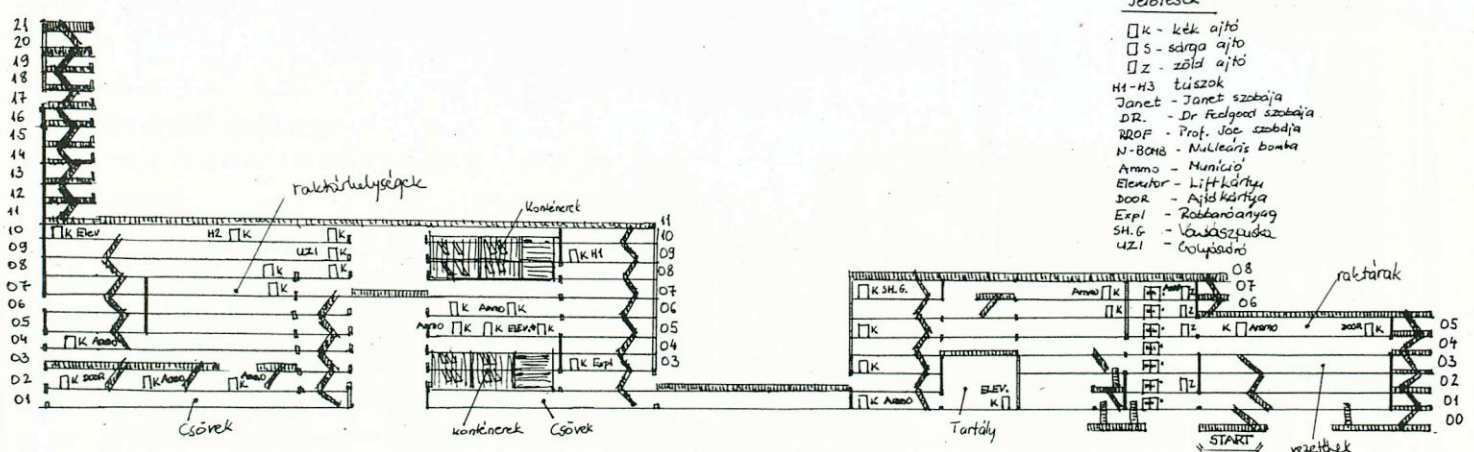 Jelölések
K - kék ajtó
S - sárga ajtó
Z - zöld ajtó
H1-H3 túszok
Janet - Janet szobája
DR. - Dr Feelgood szobája
PROF - Prof. Joe szobája
N-BOMB - Nukleáris bomba
Ammo - Muníció
Elevator - Liftkártya
DOOR - Ajtókártya
Expl - Robbanóanyag
SH.G - Vadászpuska
UZI - Golyószóró
21
20
19
18
17
16
15
14
13
12
11
10
09
08
07
06
05
04
03
02
01
raktárhelységek
Konténerek
K Elev
H2 K
K
UZI K
K
K
K
K Ammo
K DOOR
K Ammo
Ammo
K
Csövek
11
10
09
08
07
06
05
04
03
02
01
K H1
K Ammo K
Ammo K
K ELEV. K
K Expl
konténerek
Csövek
K SH.G.
K
K
K Ammo
Tartály
ELEV.
K
Ammo K
K
Ammo Z
Z
Z
Z
08
07
06
raktárak
K Ammo
DOOR K
05
04
03
02
01
00
START
vezetékek